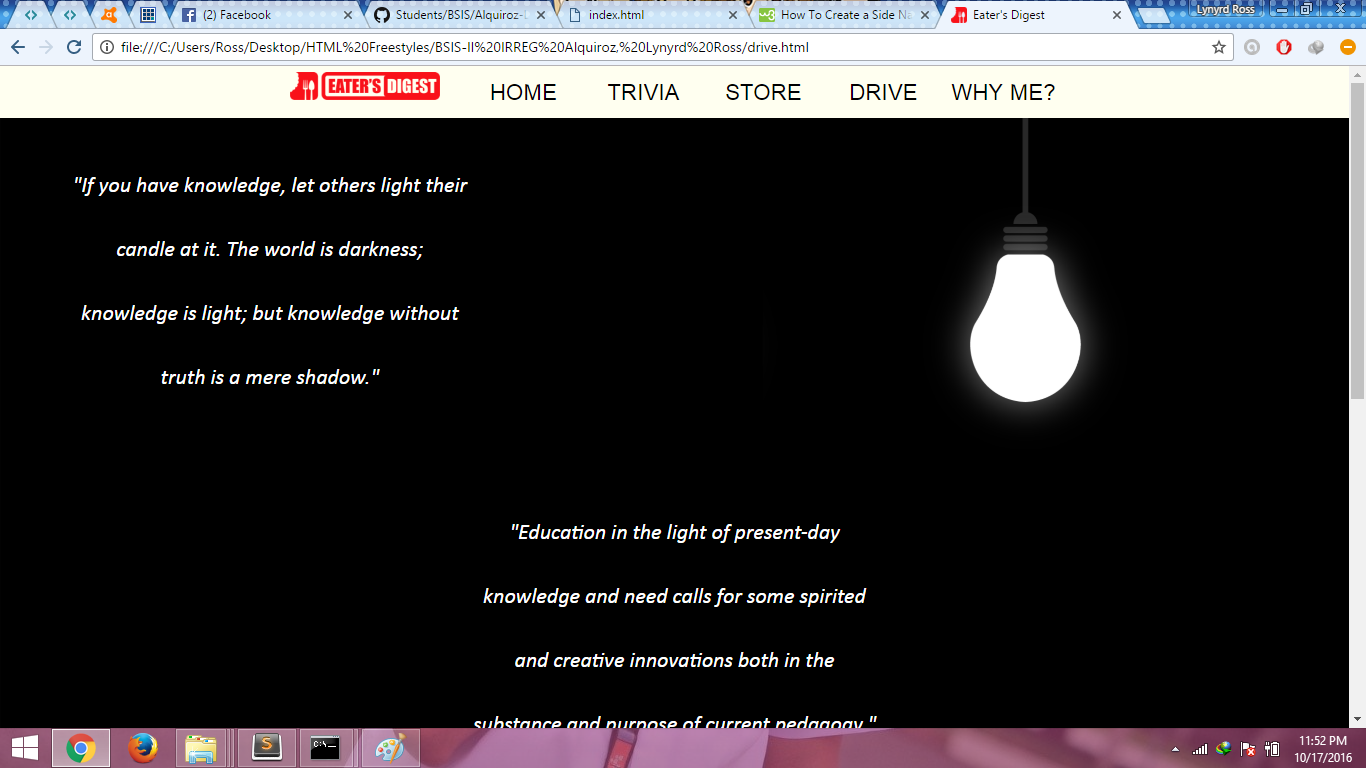 Lynyrd Ross
(2) Facebook
Students/BSIS/Alquiroz-
index.html
How To Create a Side Na
Eater's Digest
file:///C:/Users/Ross/Desktop/HTML%20Freestyles/BSIS-II%20IRREG%20Alquiroz,%20Lynyrd%20Ross/drive.html
EATER'S DIGEST
HOME
TRIVIA
STORE
DRIVE
WHY ME?
"If you have knowledge, let others light their
candle at it. The world is darkness;
knowledge is light; but knowledge without
truth is a mere shadow."
"Education in the light of present-day
knowledge and need calls for some spirited
and creative innovations both in the
substance and purpose of current pedagogy."
11:52 PM
10/17/2016